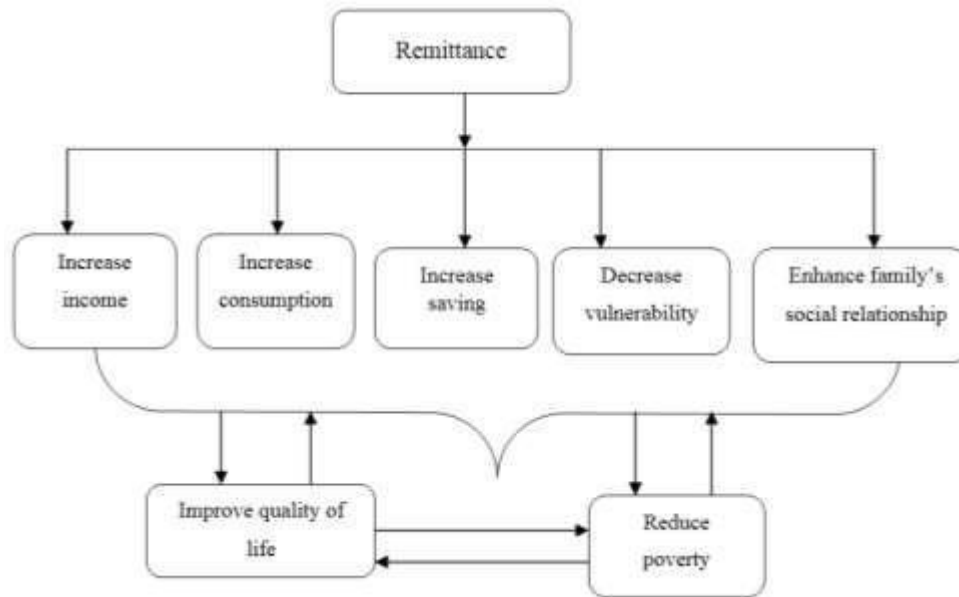 Remittance
Increase
income
Increase
consumption
Increase
saving
Decrease
vulnerability
Enhance family's
social relationship
Improve quality of
life
Reduce
poverty